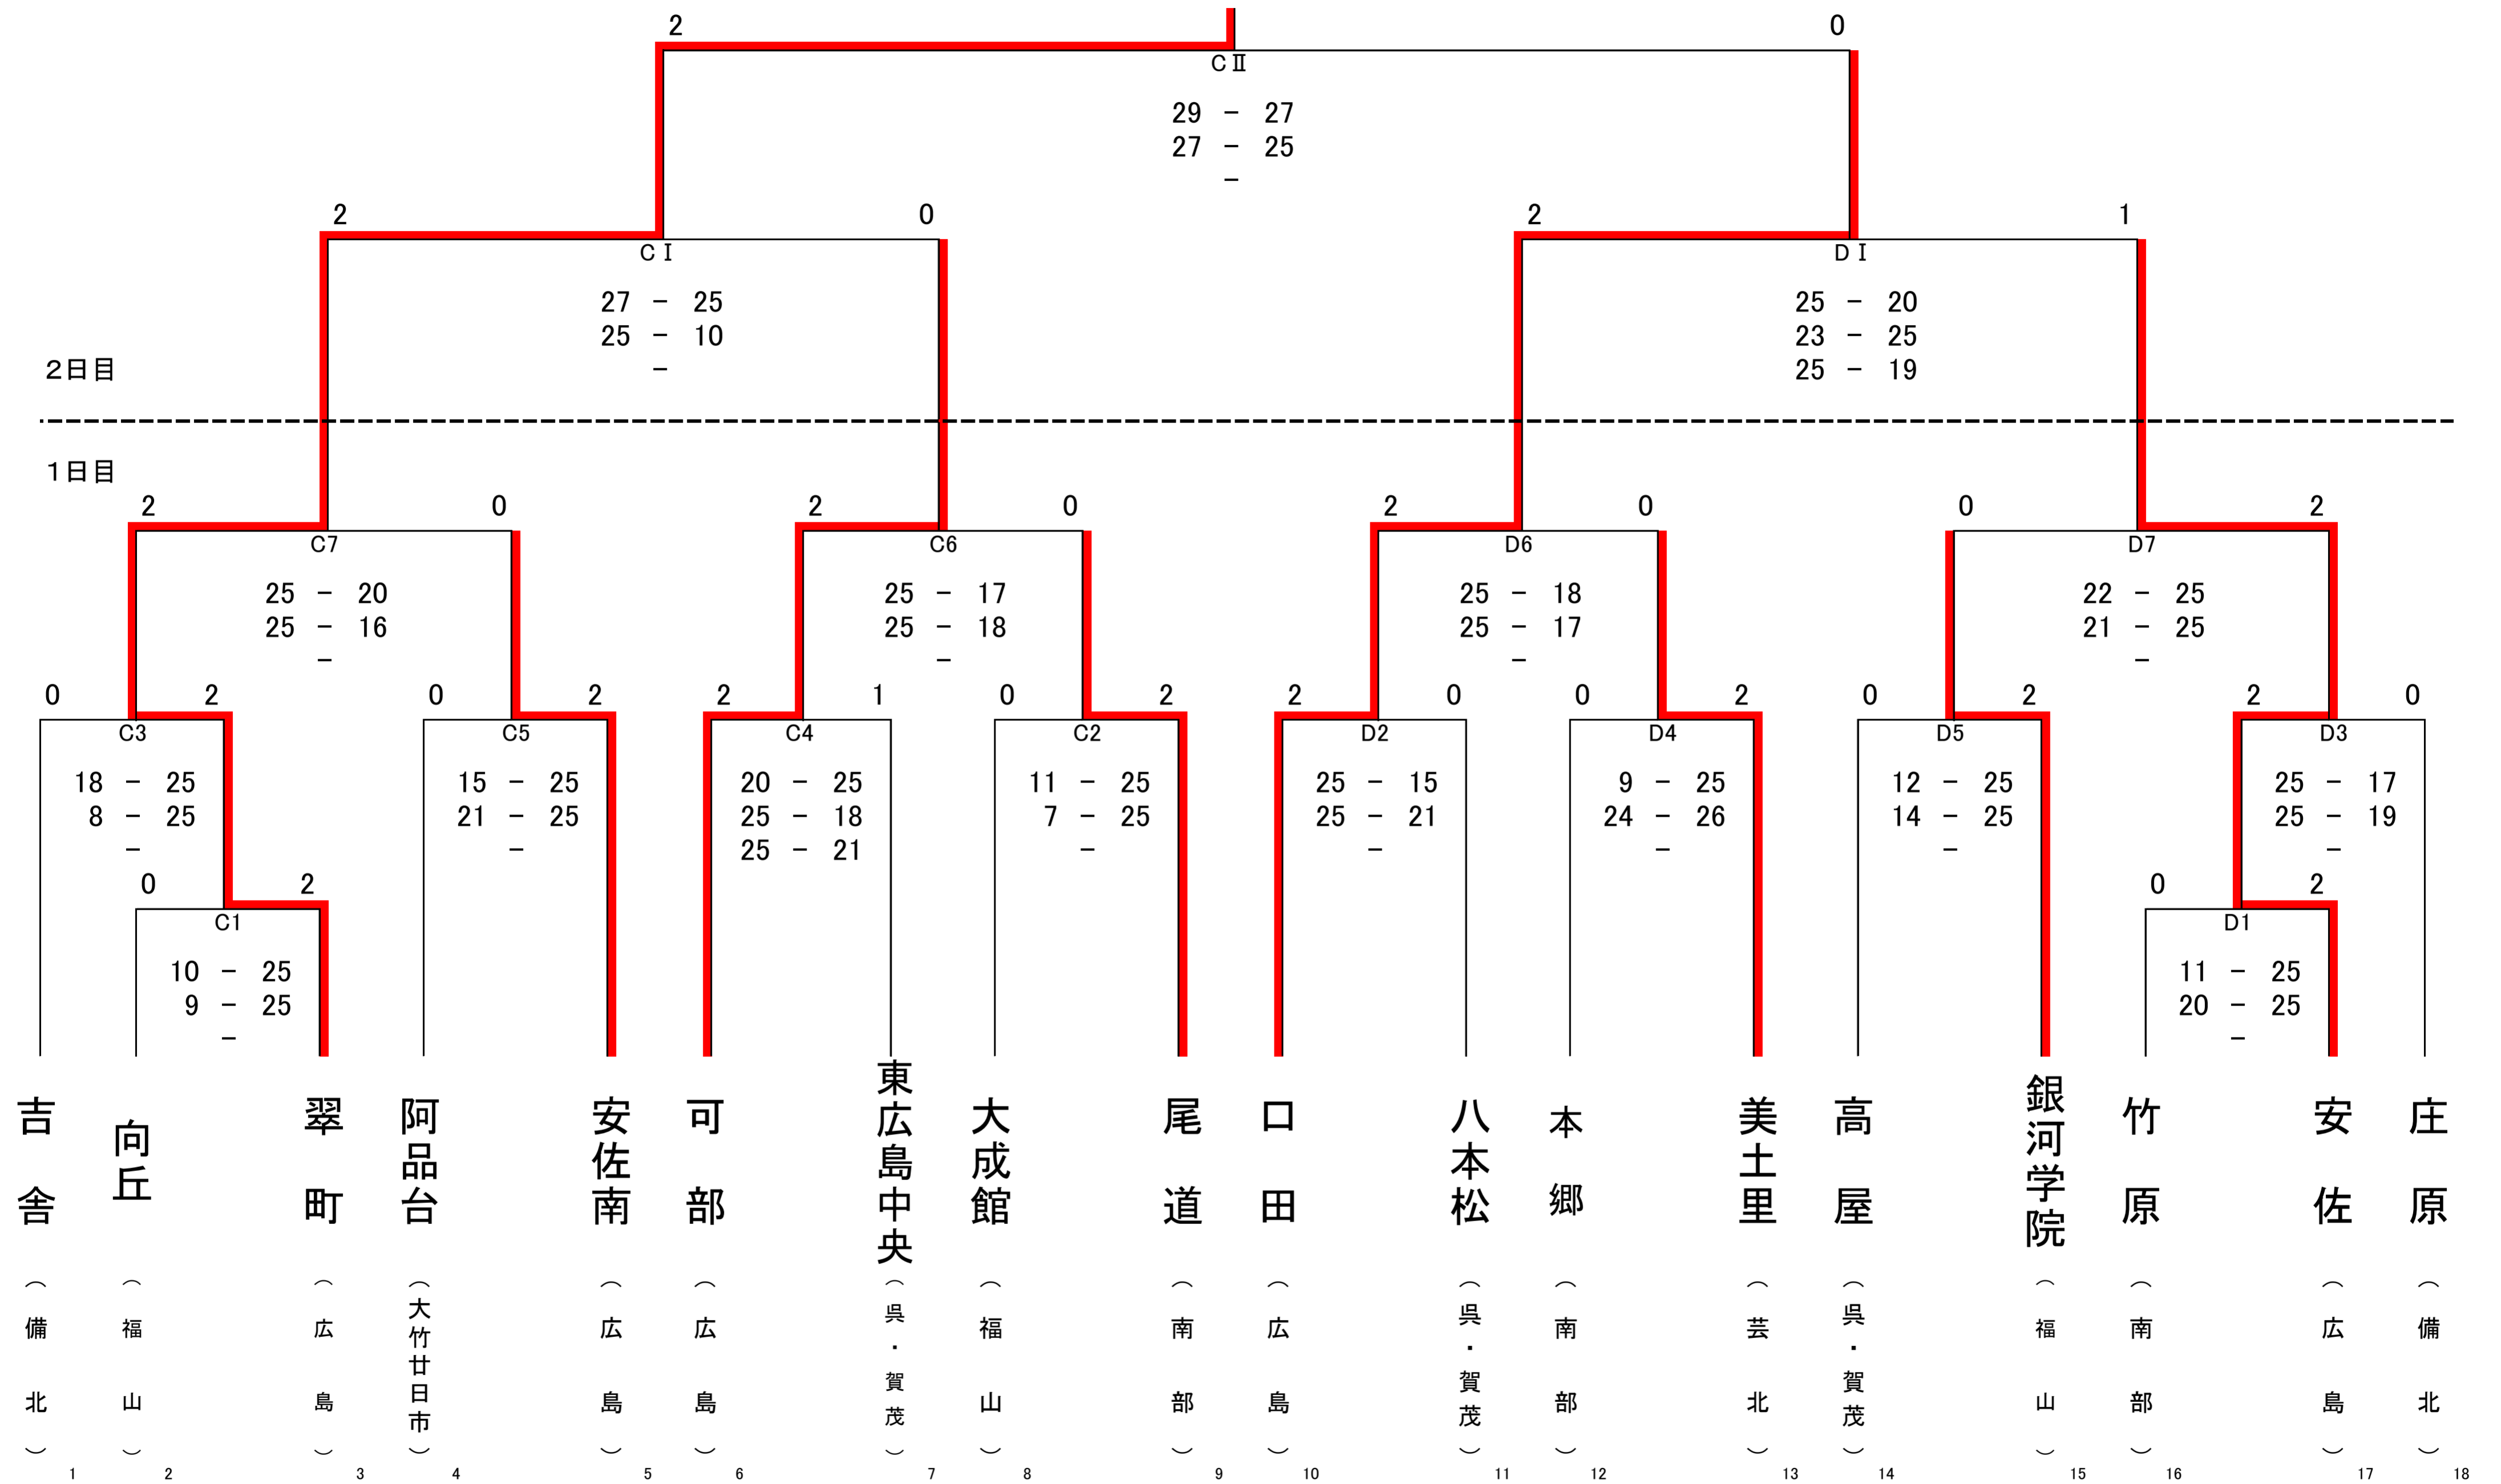 2 0
CⅡ
29 － 27
27 － 25
－
2 0 2 1
CⅠ DⅠ
27 － 25 25 － 20
25 － 10 23 － 25
－ 25 － 19
２日目
１日目
2 0 2 0 2 0 0 2
C7 C6 D6 D7
25 － 20 25 － 17 25 － 18 22 － 25
25 － 16 25 － 18 25 － 17 21 － 25
－ － － －
0 2 0 2 2 1 0 2 2 0 0 2 0 2 2 0
C3 C5 C4 C2 D2 D4 D5 D3
18 － 25 15 － 25 20 － 25 11 － 25 25 － 15 9 － 25 12 － 25 25 － 17
8 － 25 21 － 25 25 － 18 7 － 25 25 － 21 24 － 26 14 － 25 25 － 19
－ － 25 － 21 － － － － －
0 2 0 2
C1 D1
10 － 25 11 － 25
9 － 25 20 － 25
－ －
吉舎（備北） 1
向丘（福山） 2
翠町（広島） 3
阿品台（大竹廿日市） 4
安佐南（広島） 5
可部（広島） 6
東広島中央（呉・賀茂） 7
大成館（福山） 8
尾道（南部） 9
口田（広島） 10
八本松（呉・賀茂） 11
本郷（南部） 12
美土里（芸北） 13
高屋（呉・賀茂） 14
銀河学院（福山） 15
竹原（南部） 16
安佐（広島） 17
庄原（備北） 18